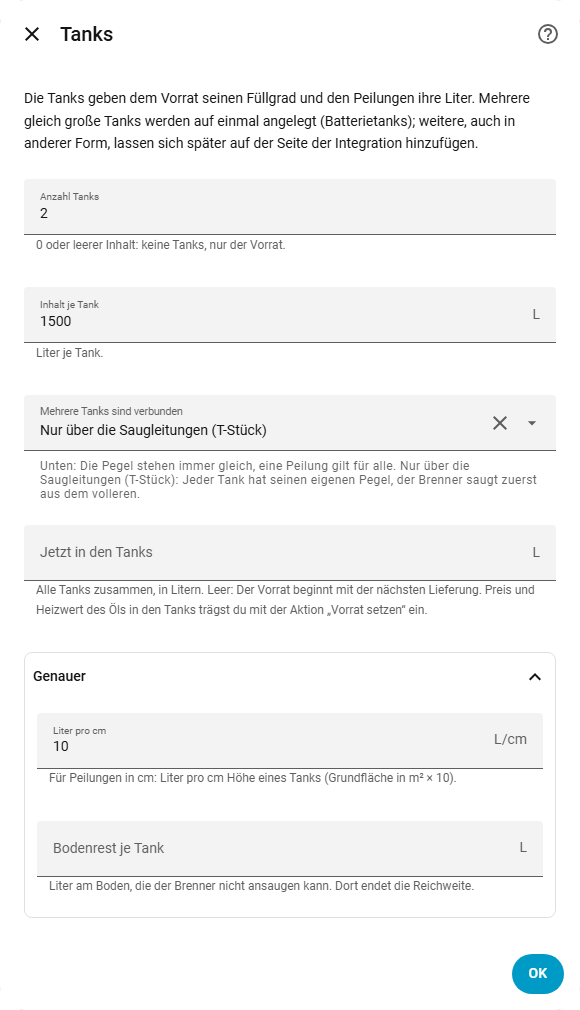 Tanks
Die Tanks geben dem Vorrat seinen Füllgrad und den Peilungen ihre Liter. Mehrere
gleich große Tanks werden auf einmal angelegt (Batterietanks); weitere, auch in
anderer Form, lassen sich später auf der Seite der Integration hinzufügen.
Anzahl Tanks
2
0 oder leerer Inhalt: keine Tanks, nur der Vorrat.
Inhalt je Tank
1500 L
Liter je Tank.
Mehrere Tanks sind verbunden
Nur über die Saugleitungen (T-Stück)
Unten: Die Pegel stehen immer gleich, eine Peilung gilt für alle. Nur über die
Saugleitungen (T-Stück): Jeder Tank hat seinen eigenen Pegel, der Brenner saugt zuerst
aus dem volleren.
Jetzt in den Tanks L
Alle Tanks zusammen, in Litern. Leer: Der Vorrat beginnt mit der nächsten Lieferung. Preis und
Heizwert des Öls in den Tanks trägst du mit der Aktion „Vorrat setzen“ ein.
Genauer
Liter pro cm
10 L/cm
Für Peilungen in cm: Liter pro cm Höhe eines Tanks (Grundfläche in m² × 10).
Bodenrest je Tank L
Liter am Boden, die der Brenner nicht ansaugen kann. Dort endet die Reichweite.
OK